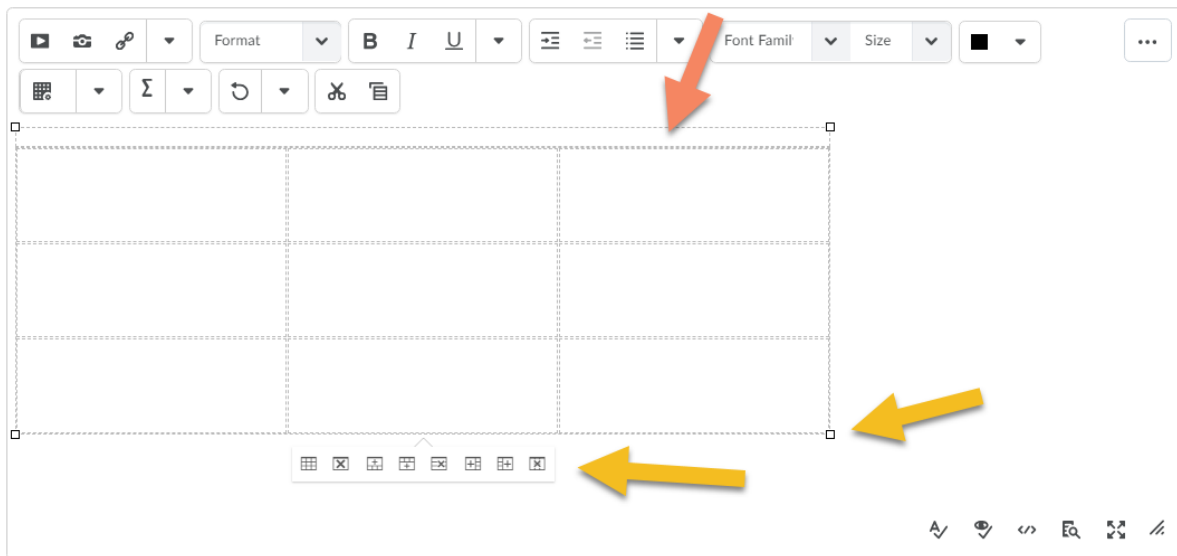 Format
B I U
Font Famil
Size
Σ